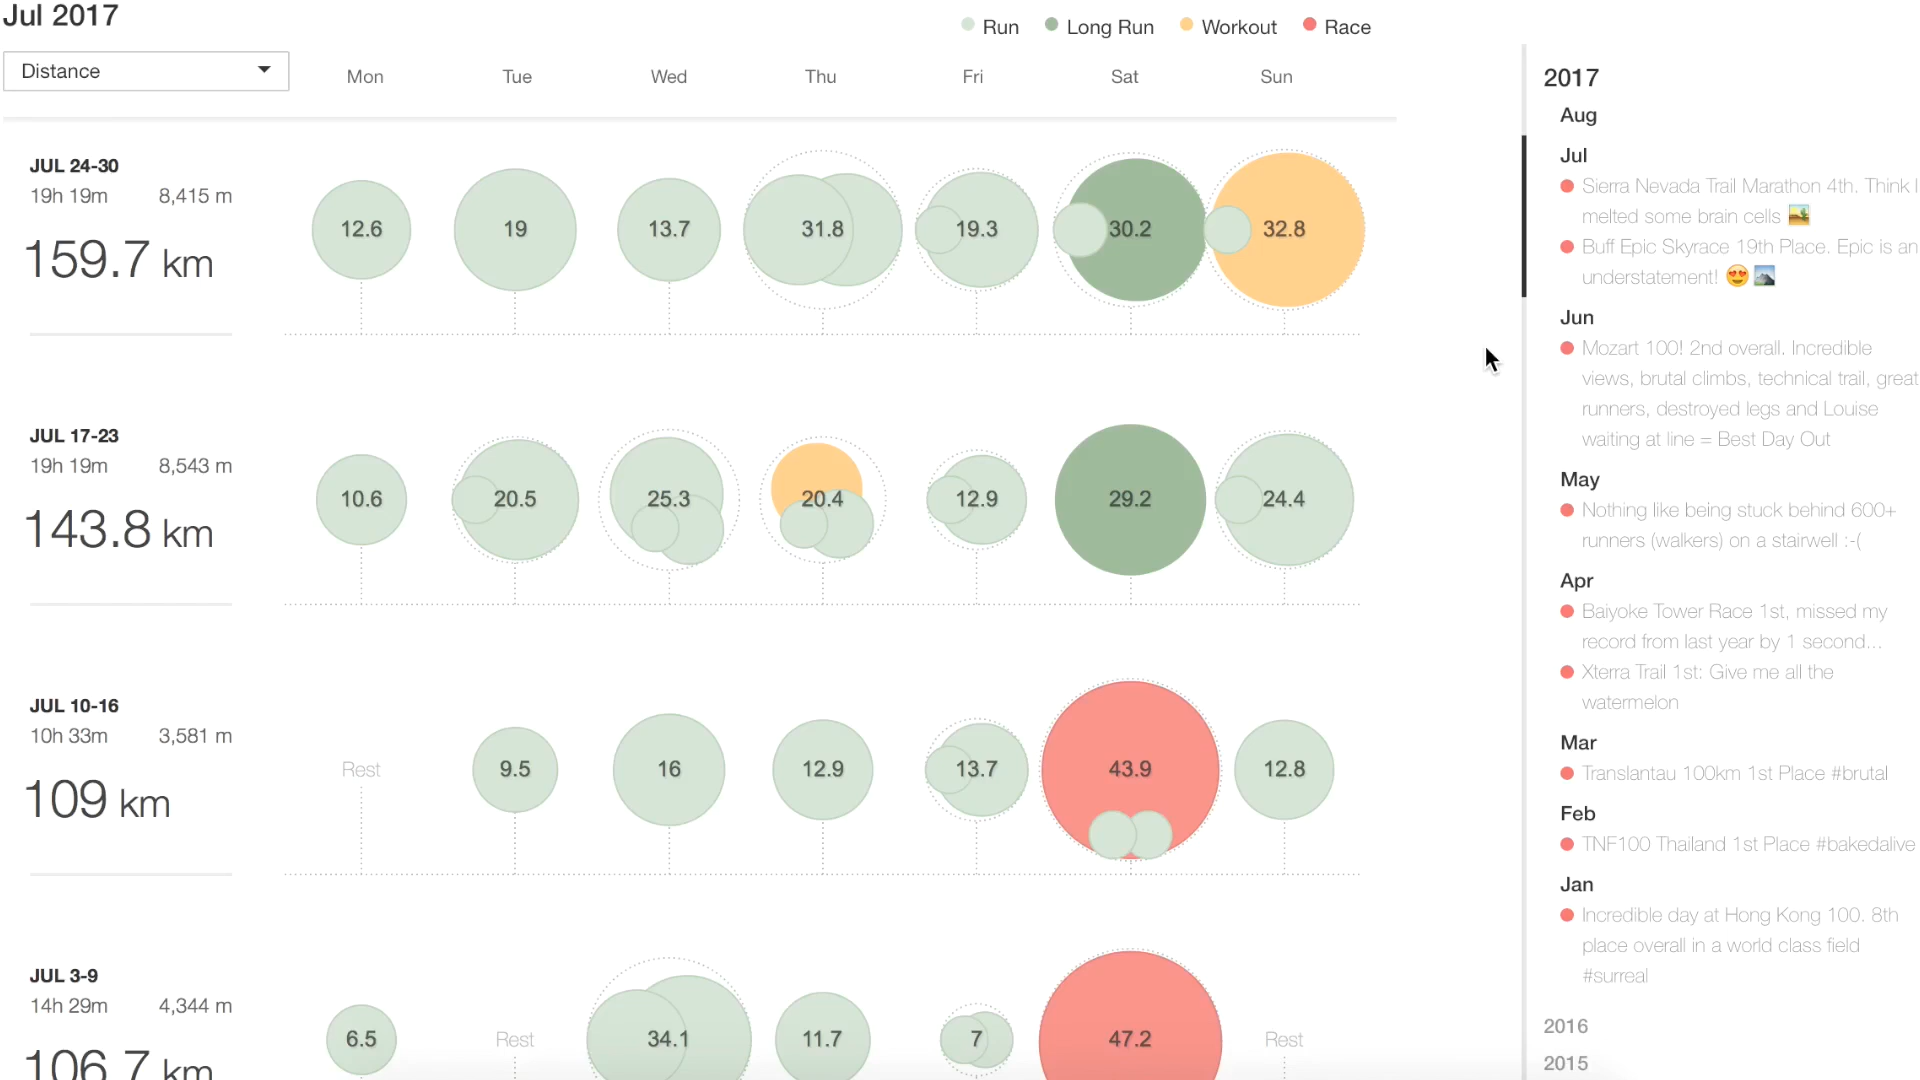 Jul 2017
Run Long Run Workout Race
Distance
Mon Tue Wed Thu Fri Sat Sun
JUL 24-30
19h 19m 8,415 m
159.7 km
12.6 19 13.7 31.8 19.3 30.2 32.8
JUL 17-23
19h 19m 8,543 m
143.8 km
10.6 20.5 25.3 20.4 12.9 29.2 24.4
JUL 10-16
10h 33m 3,581 m
109 km
Rest 9.5 16 12.9 13.7 43.9 12.8
JUL 3-9
14h 29m 4,344 m
106.7 km
6.5 Rest 34.1 11.7 7 47.2 Rest
2017
Aug
Jul
Sierra Nevada Trail Marathon 4th. Think I
melted some brain cells 🏜️
Buff Epic Skyrace 19th Place. Epic is an
understatement! 😍🏔️
Jun
Mozart 100! 2nd overall. Incredible
views, brutal climbs, technical trail, great
runners, destroyed legs and Louise
waiting at line = Best Day Out
May
Nothing like being stuck behind 600+
runners (walkers) on a stairwell :-(
Apr
Baiyoke Tower Race 1st, missed my
record from last year by 1 second...
Xterra Trail 1st: Give me all the
watermelon
Mar
Translantau 100km 1st Place #brutal
Feb
TNF100 Thailand 1st Place #bakedalive
Jan
Incredible day at Hong Kong 100. 8th
place overall in a world class field
#surreal
2016
2015